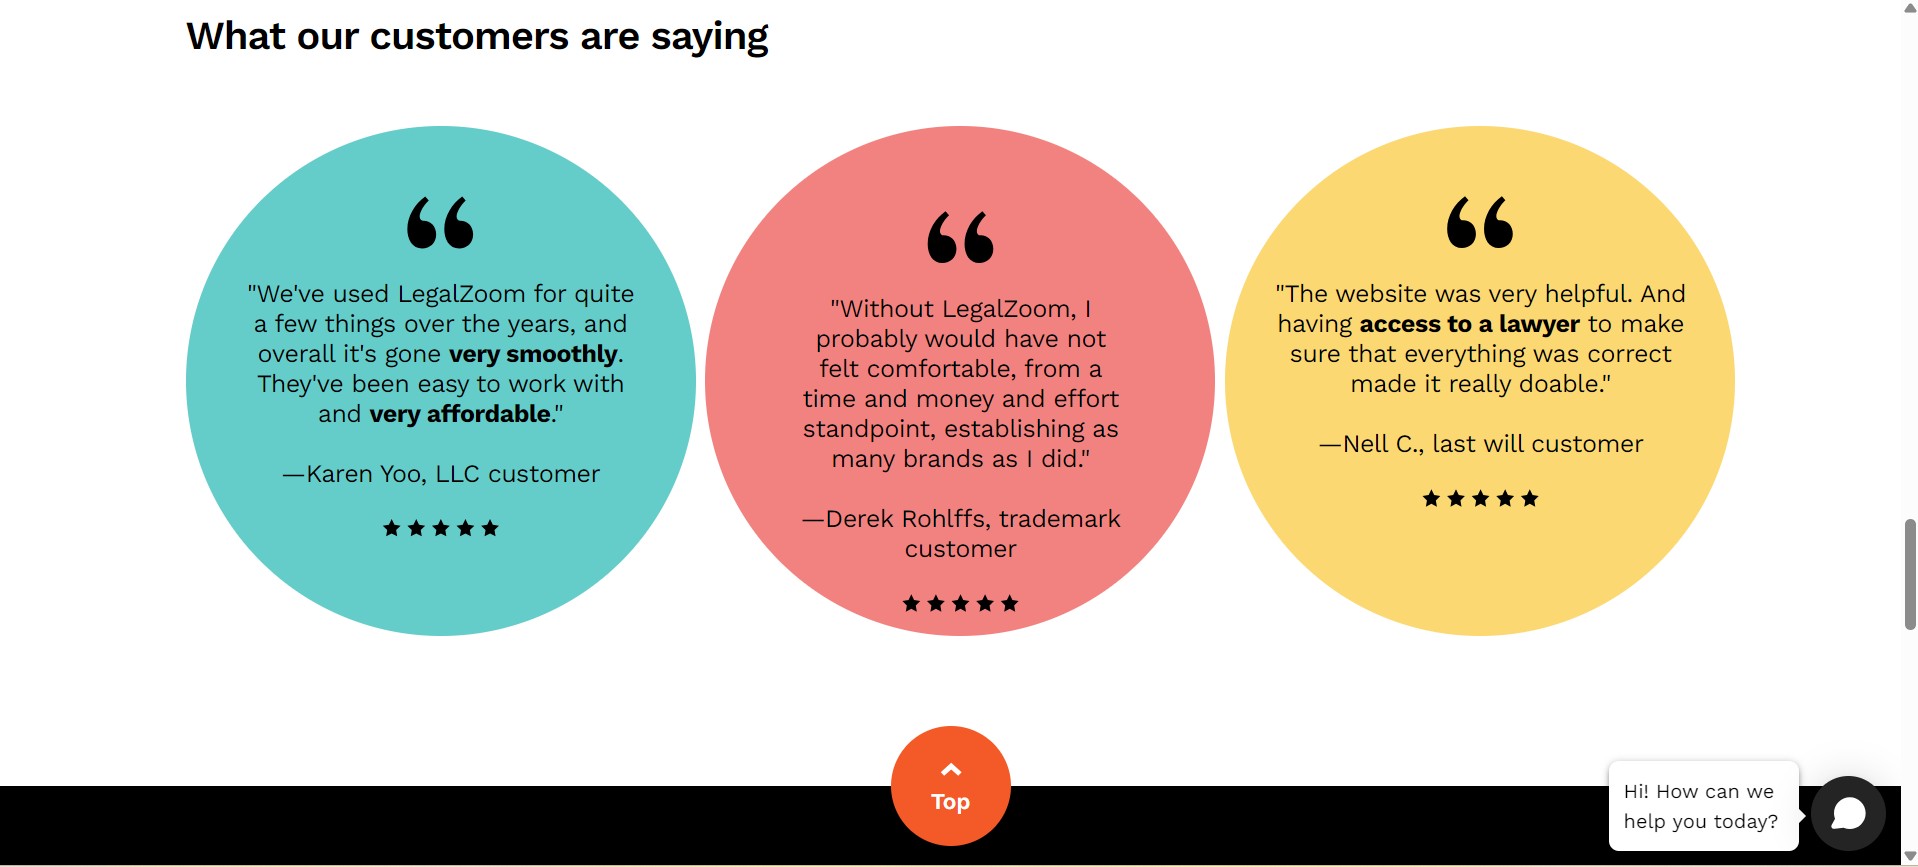 What our customers are saying
"We've used LegalZoom for quite
a few things over the years, and
overall it's gone very smoothly.
They've been easy to work with
and very affordable."
—Karen Yoo, LLC customer
"Without LegalZoom, I
probably would have not
felt comfortable, from a
time and money and effort
standpoint, establishing as
many brands as I did."
—Derek Rohlffs, trademark
customer
"The website was very helpful. And
having access to a lawyer to make
sure that everything was correct
made it really doable."
—Nell C., last will customer
Top
Hi! How can we
help you today?